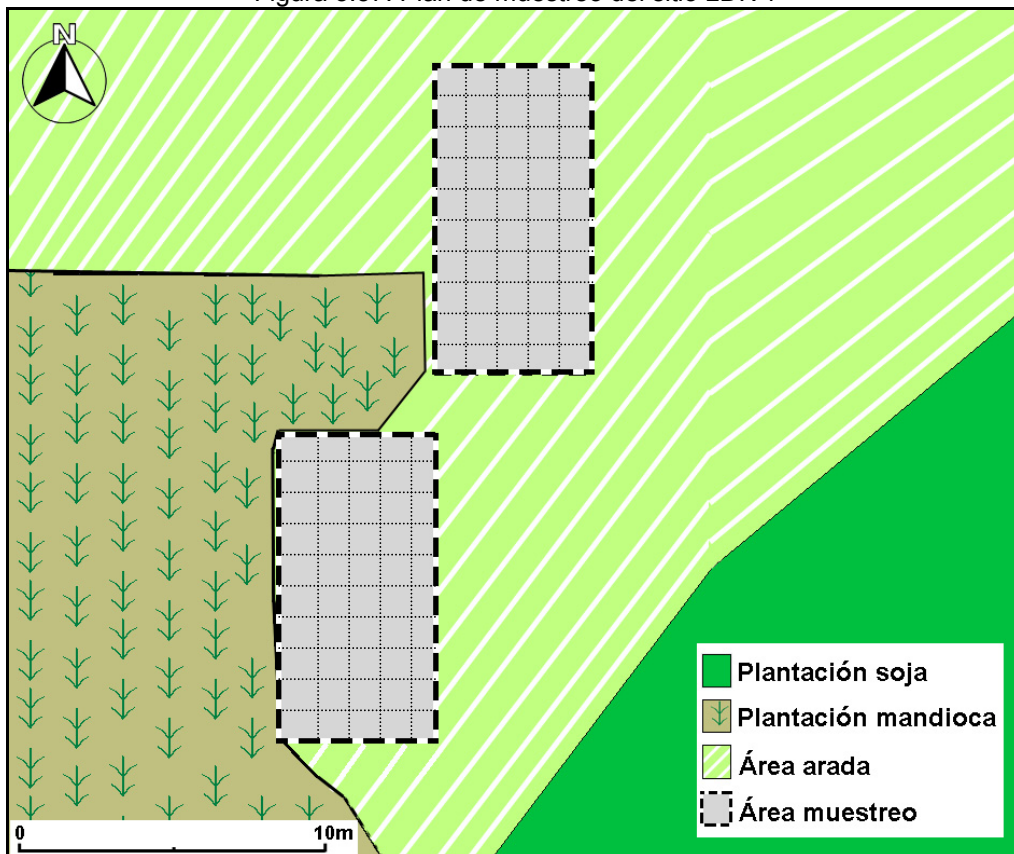 N
Plantación soja
Plantación mandioca
Área arada
Área muestreo
0 10m